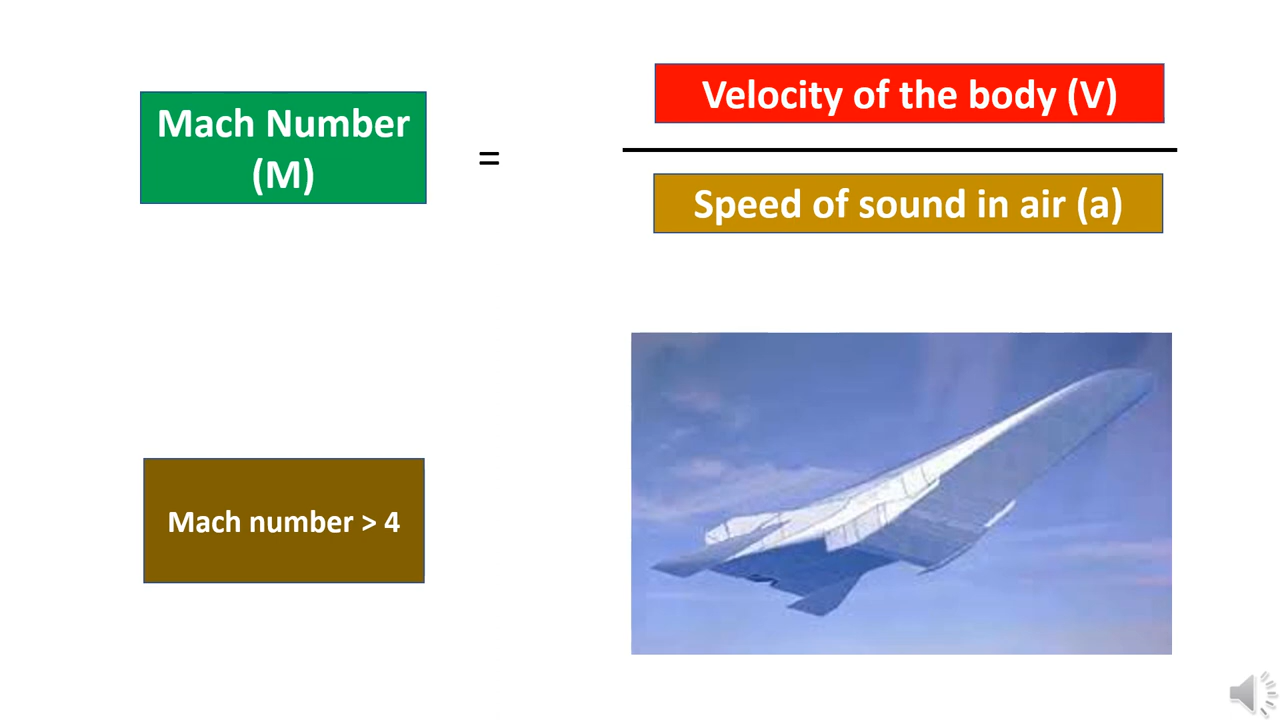 Mach Number
(M)
=
Velocity of the body (V)
Speed of sound in air (a)
Mach number > 4